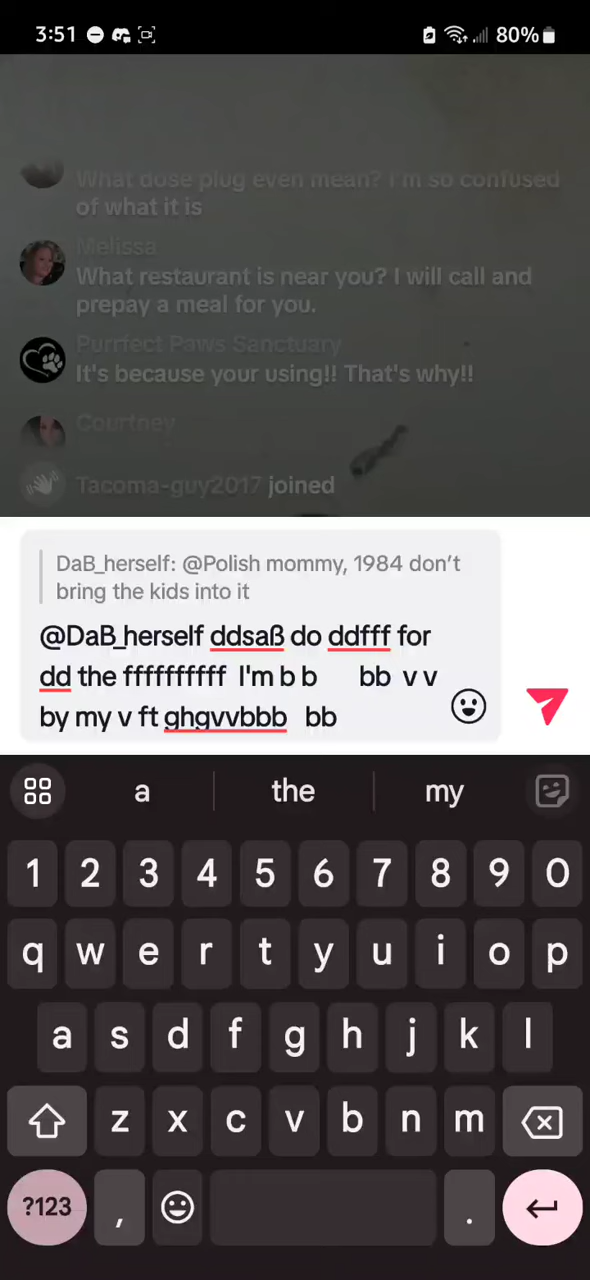 3:51
80%
What dose plug even mean? I'm so confused
of what it is
Melissa
What restaurant is near you? I will call and
prepay a meal for you.
Purrfect Paws Sanctuary
It's because your using!! That's why!!
Courtney
Tacoma-guy2017 joined
DaB_herself: @Polish mommy, 1984 don’t
bring the kids into it
@DaB_herself ddsaß do ddfff for
dd the ffffffffff I'm b b bb v v
by my v ft ghgvvbbb bb
a the my
1 2 3 4 5 6 7 8 9 0
q w e r t y u i o p
a s d f g h j k l
z x c v b n m
?123 , .